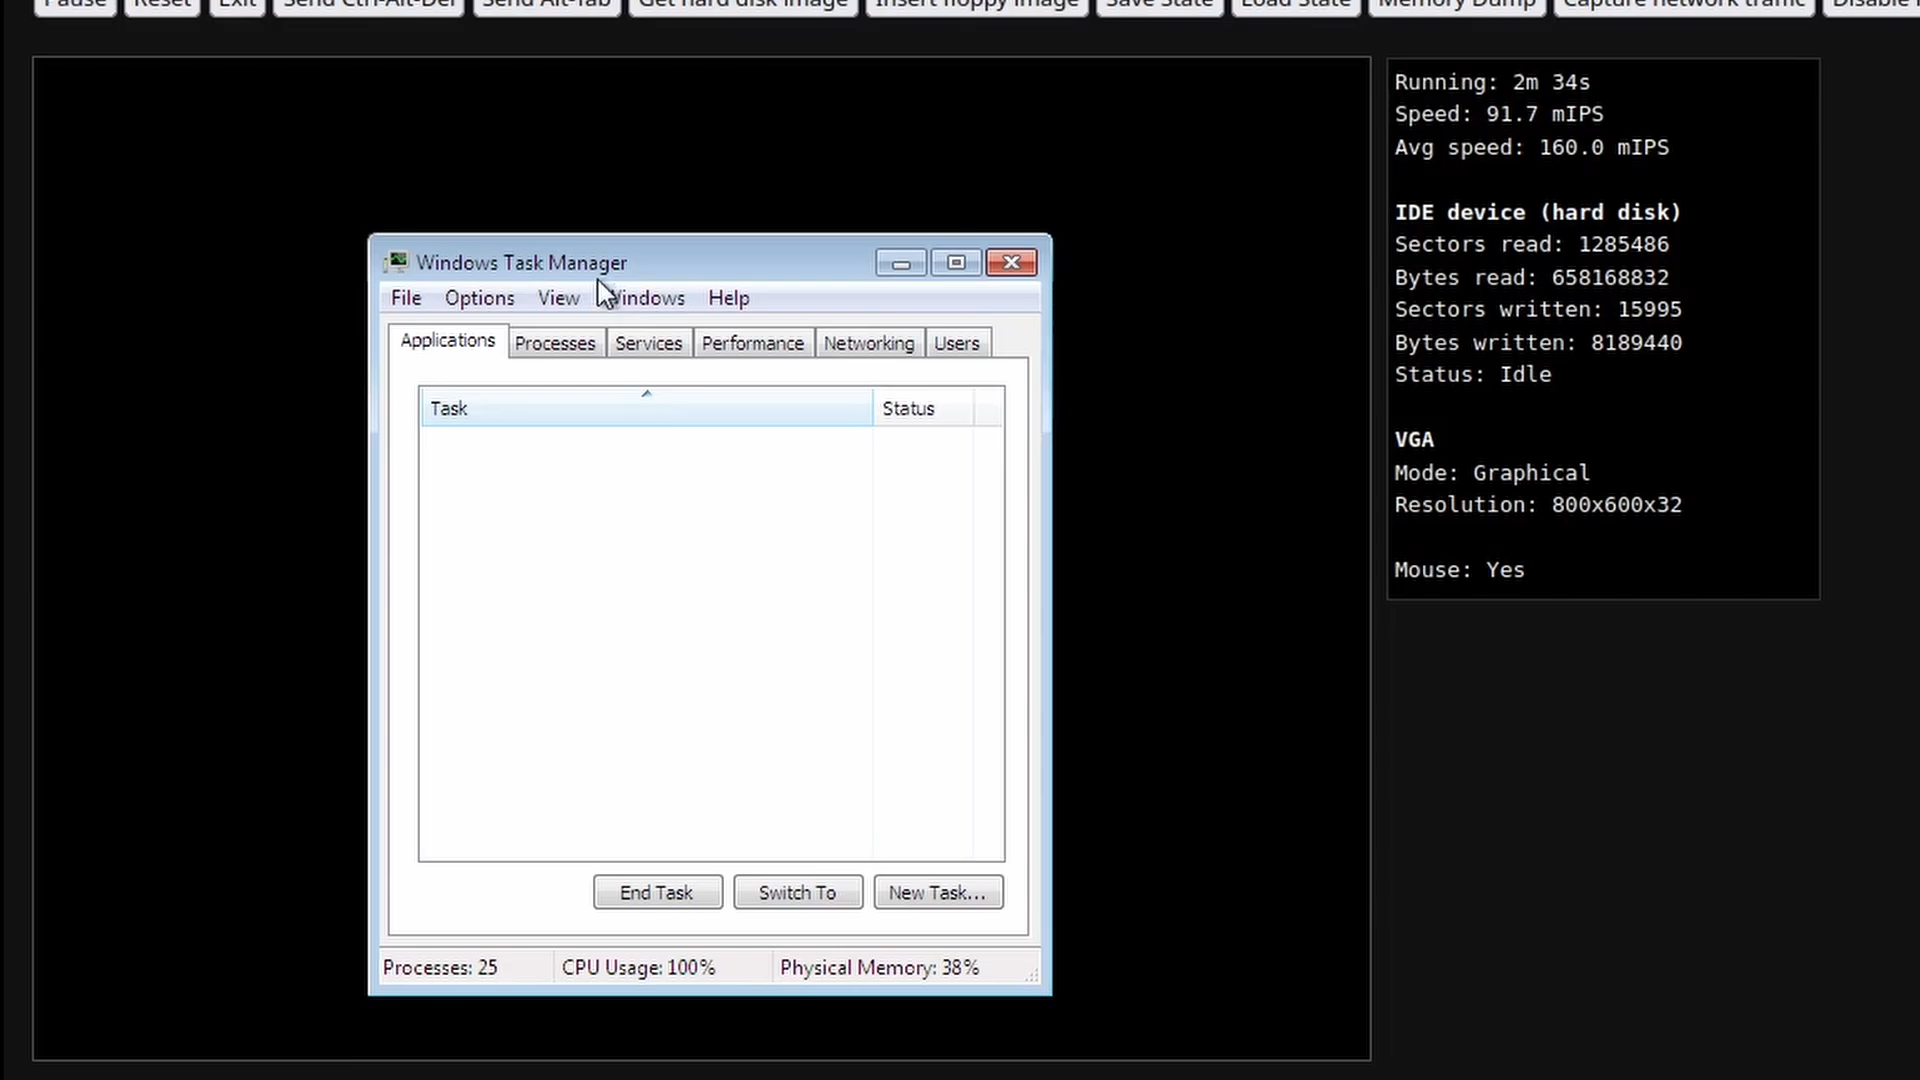 Pause Reset Exit Send Ctrl-Alt-Del Send Alt-Tab Get hard disk image Insert floppy image Save State Load State Memory Dump Capture network traffic Disable
Running: 2m 34s
Speed: 91.7 mIPS
Avg speed: 160.0 mIPS
IDE device (hard disk)
Sectors read: 1285486
Bytes read: 658168832
Sectors written: 15995
Bytes written: 8189440
Status: Idle
VGA
Mode: Graphical
Resolution: 800x600x32
Mouse: Yes
Windows Task Manager
File Options View Windows Help
Applications Processes Services Performance Networking Users
Task Status
End Task Switch To New Task...
Processes: 25 CPU Usage: 100% Physical Memory: 38%